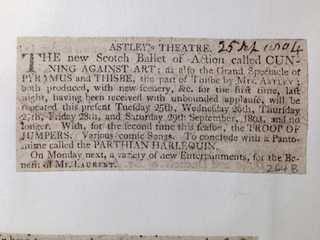 ASTLEY'S THEATRE. 25 Sep 1804
THE new Scotch Ballet of Action called CUN-
NING AGAINST ART; as also the Grand Spectacle of
PYRAMUS and THISBE, the part of Thisbe by Mrs. ASTLEY;
both produced, with new scenery, &c. for the first time, last
night, having been received with unbounded applause, will be
repeated this present Tuesday 25th, Wednesday 26th, Thursday
27th, Friday 28th, and Saturday 29th September, 1804, and no
longer. With, for the second time this season, the TROOP of
JUMPERS. Various comic Songs. To conclude with a Panto-
mime called the PARTHIAN HARLEQUIN.
On Monday next, a variety of new Entertainments, for the Be-
nefit of Mr. LAURENT.
264B